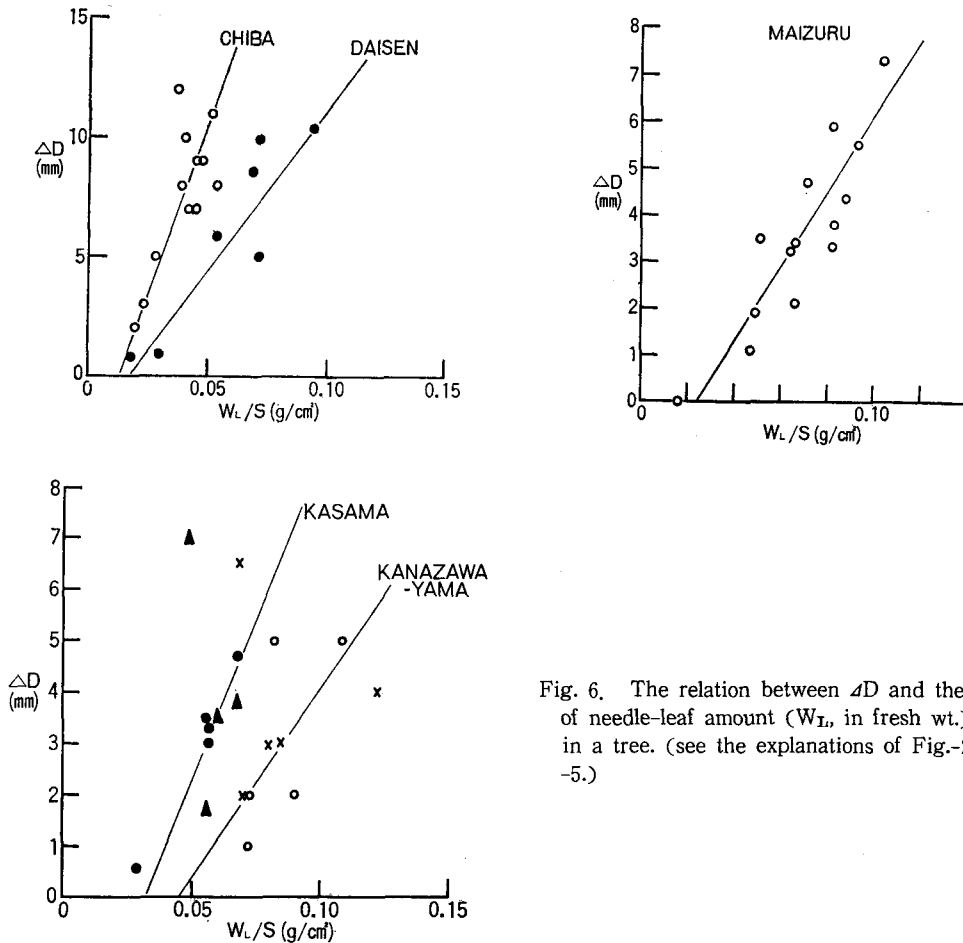 15
CHIBA
DAISEN
10
ΔD
(mm)
5
0
0
0.05
0.10
0.15
WL/S (g/cm²)
8
MAIZURU
7
6
5
ΔD
(mm)
4
3
2
1
0
0
0.10
WL/S (g/cm²)
8
KASAMA
7
6
KANAZAWA
-YAMA
5
ΔD
(mm)
4
3
2
1
0
0
0.05
0.10
0.15
WL/S (g/cm²)
Fig. 6. The relation between ΔD and the
of needle-leaf amount (WL, in fresh wt.)
in a tree. (see the explanations of Fig.-
-5.)